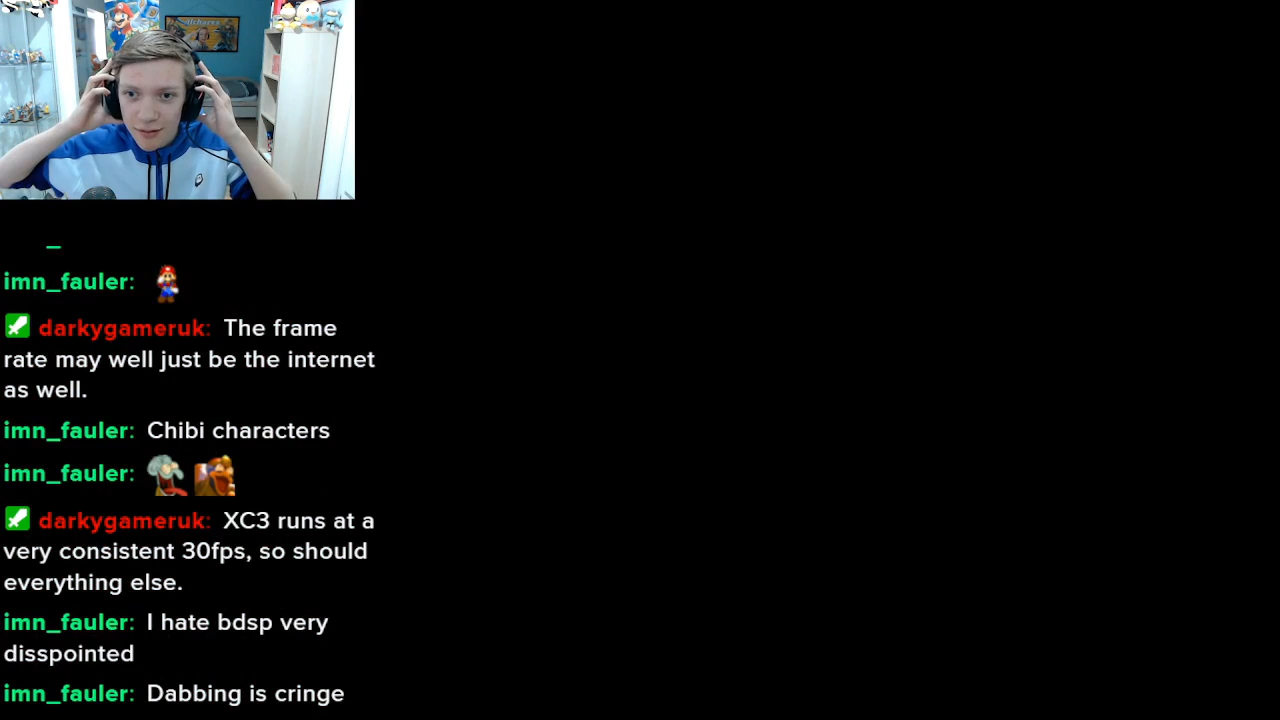 _
imn_fauler:
darkygameruk: The frame
rate may well just be the internet
as well.
imn_fauler: Chibi characters
imn_fauler:
darkygameruk: XC3 runs at a
very consistent 30fps, so should
everything else.
imn_fauler: I hate bdsp very
disspointed
imn_fauler: Dabbing is cringe